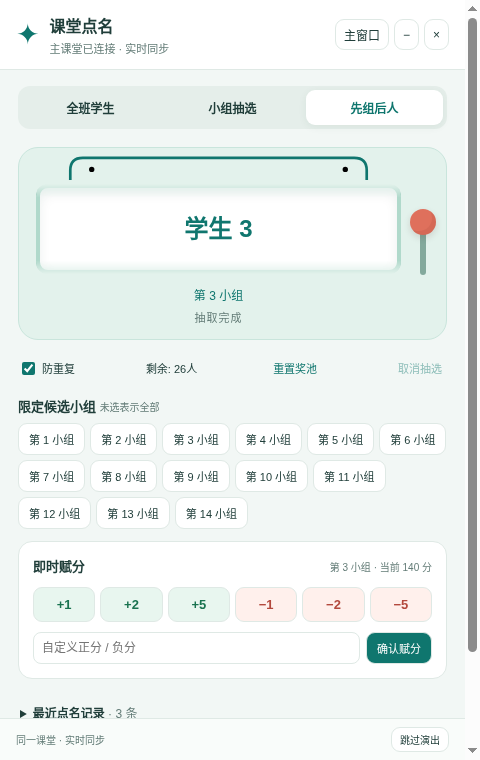 课堂点名
主课堂已连接 · 实时同步
主窗口 − ×
全班学生 小组抽选 先组后人
学生 3
第 3 小组
抽取完成
防重复 剩余: 26人 重置奖池 取消抽选
限定候选小组 未选表示全部
第 1 小组 第 2 小组 第 3 小组 第 4 小组 第 5 小组 第 6 小组
第 7 小组 第 8 小组 第 9 小组 第 10 小组 第 11 小组
第 12 小组 第 13 小组 第 14 小组
即时赋分 第 3 小组 · 当前 140 分
+1 +2 +5 −1 −2 −5
自定义正分 / 负分 确认赋分
最近点名记录 · 3 条
同一课堂 · 实时同步 跳过演出